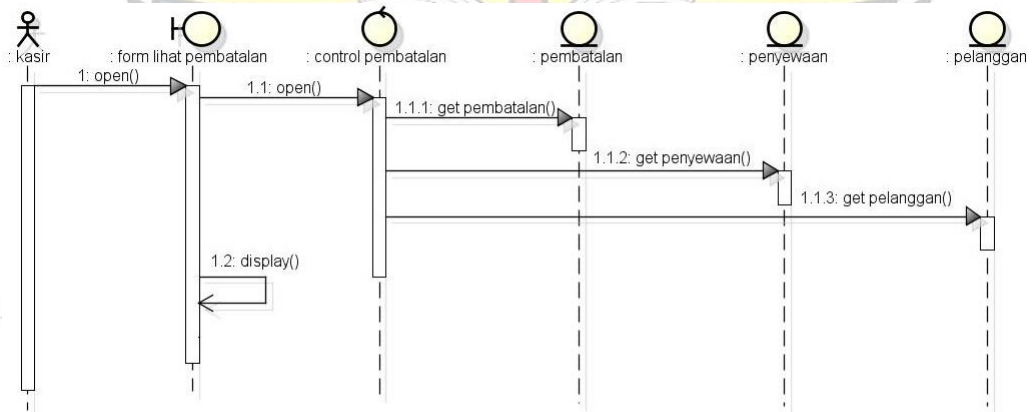 : kasir
: form lihat pembatalan
: control pembatalan
: pembatalan
: penyewaan
: pelanggan
1: open()
1.1: open()
1.1.1: get pembatalan()
1.1.2: get penyewaan()
1.1.3: get pelanggan()
1.2: display()